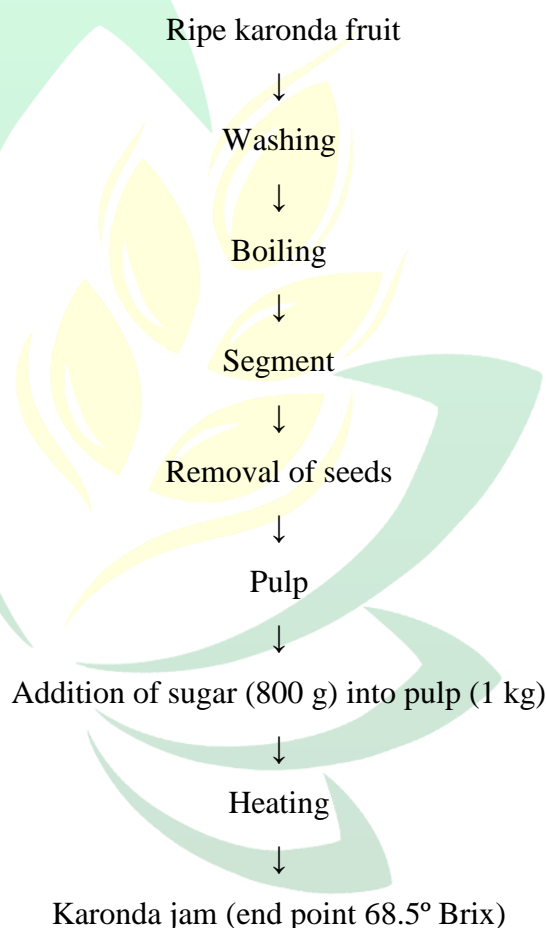 Ripe karonda fruit
↓
Washing
↓
Boiling
↓
Segment
↓
Removal of seeds
↓
Pulp
↓
Addition of sugar (800 g) into pulp (1 kg)
↓
Heating
↓
Karonda jam (end point 68.5º Brix)